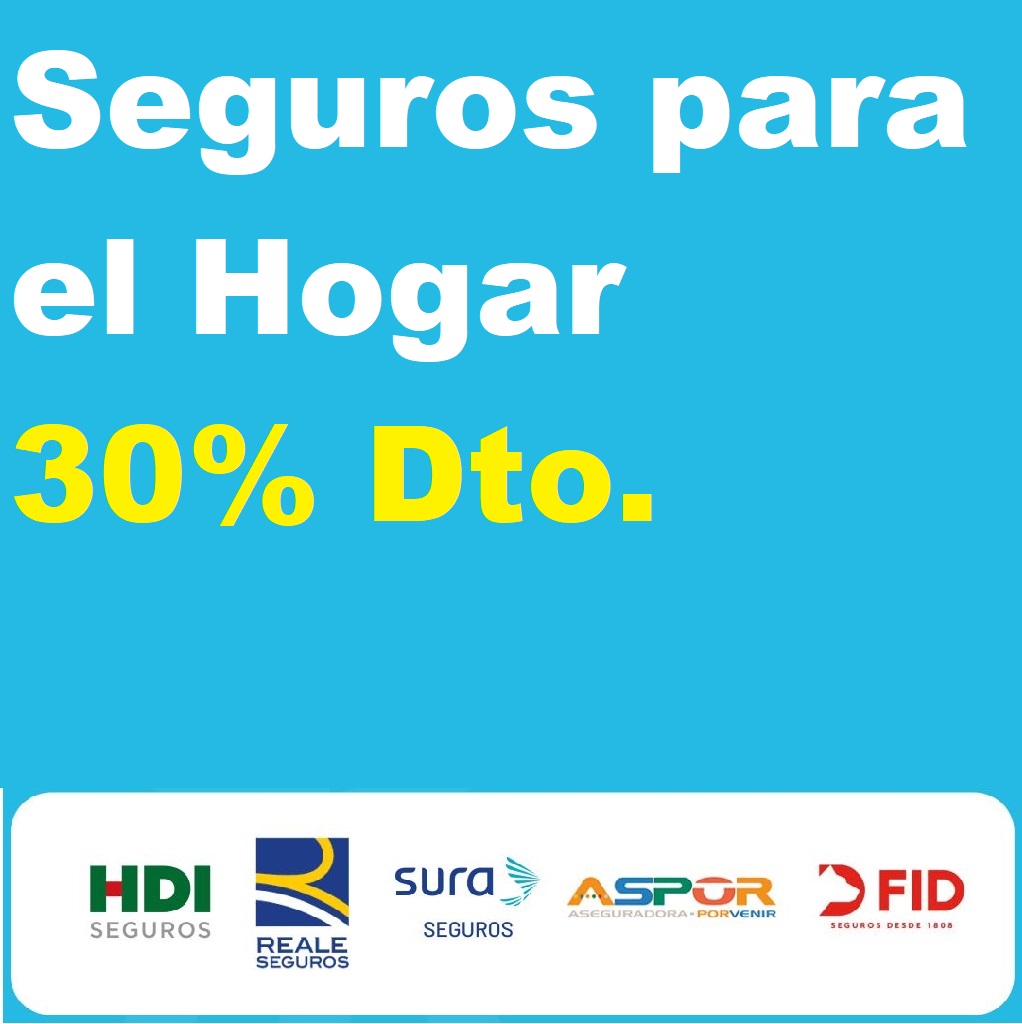 Seguros para
el Hogar
30% Dto.
HDI
SEGUROS
REALE
SEGUROS
sura
SEGUROS
ASPOR
ASEGURADORA PORVENIR
FID
SEGUROS DESDE 1808